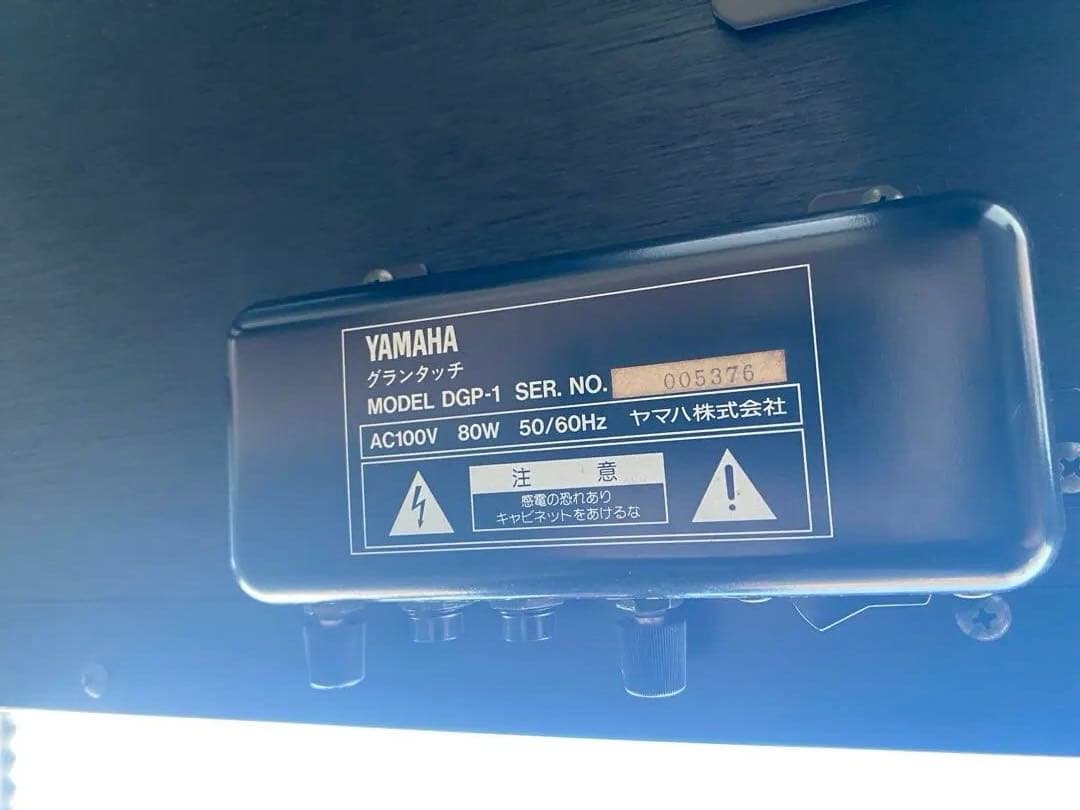 YAMAHA
グランタッチ
MODEL DGP-1 SER. NO. 005376
AC100V 80W 50/60Hz ヤマハ株式会社
注 意
感電の恐れあり
キャビネットをあけるな